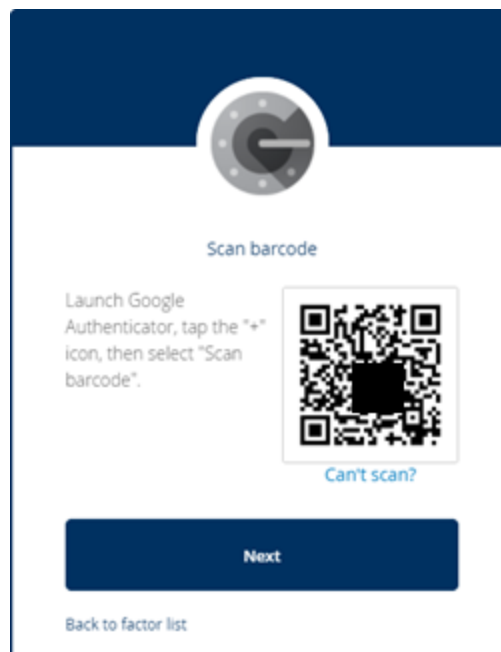 Scan barcode
Launch Google
Authenticator, tap the "+"
icon, then select "Scan
barcode".
Can't scan?
Next
Back to factor list